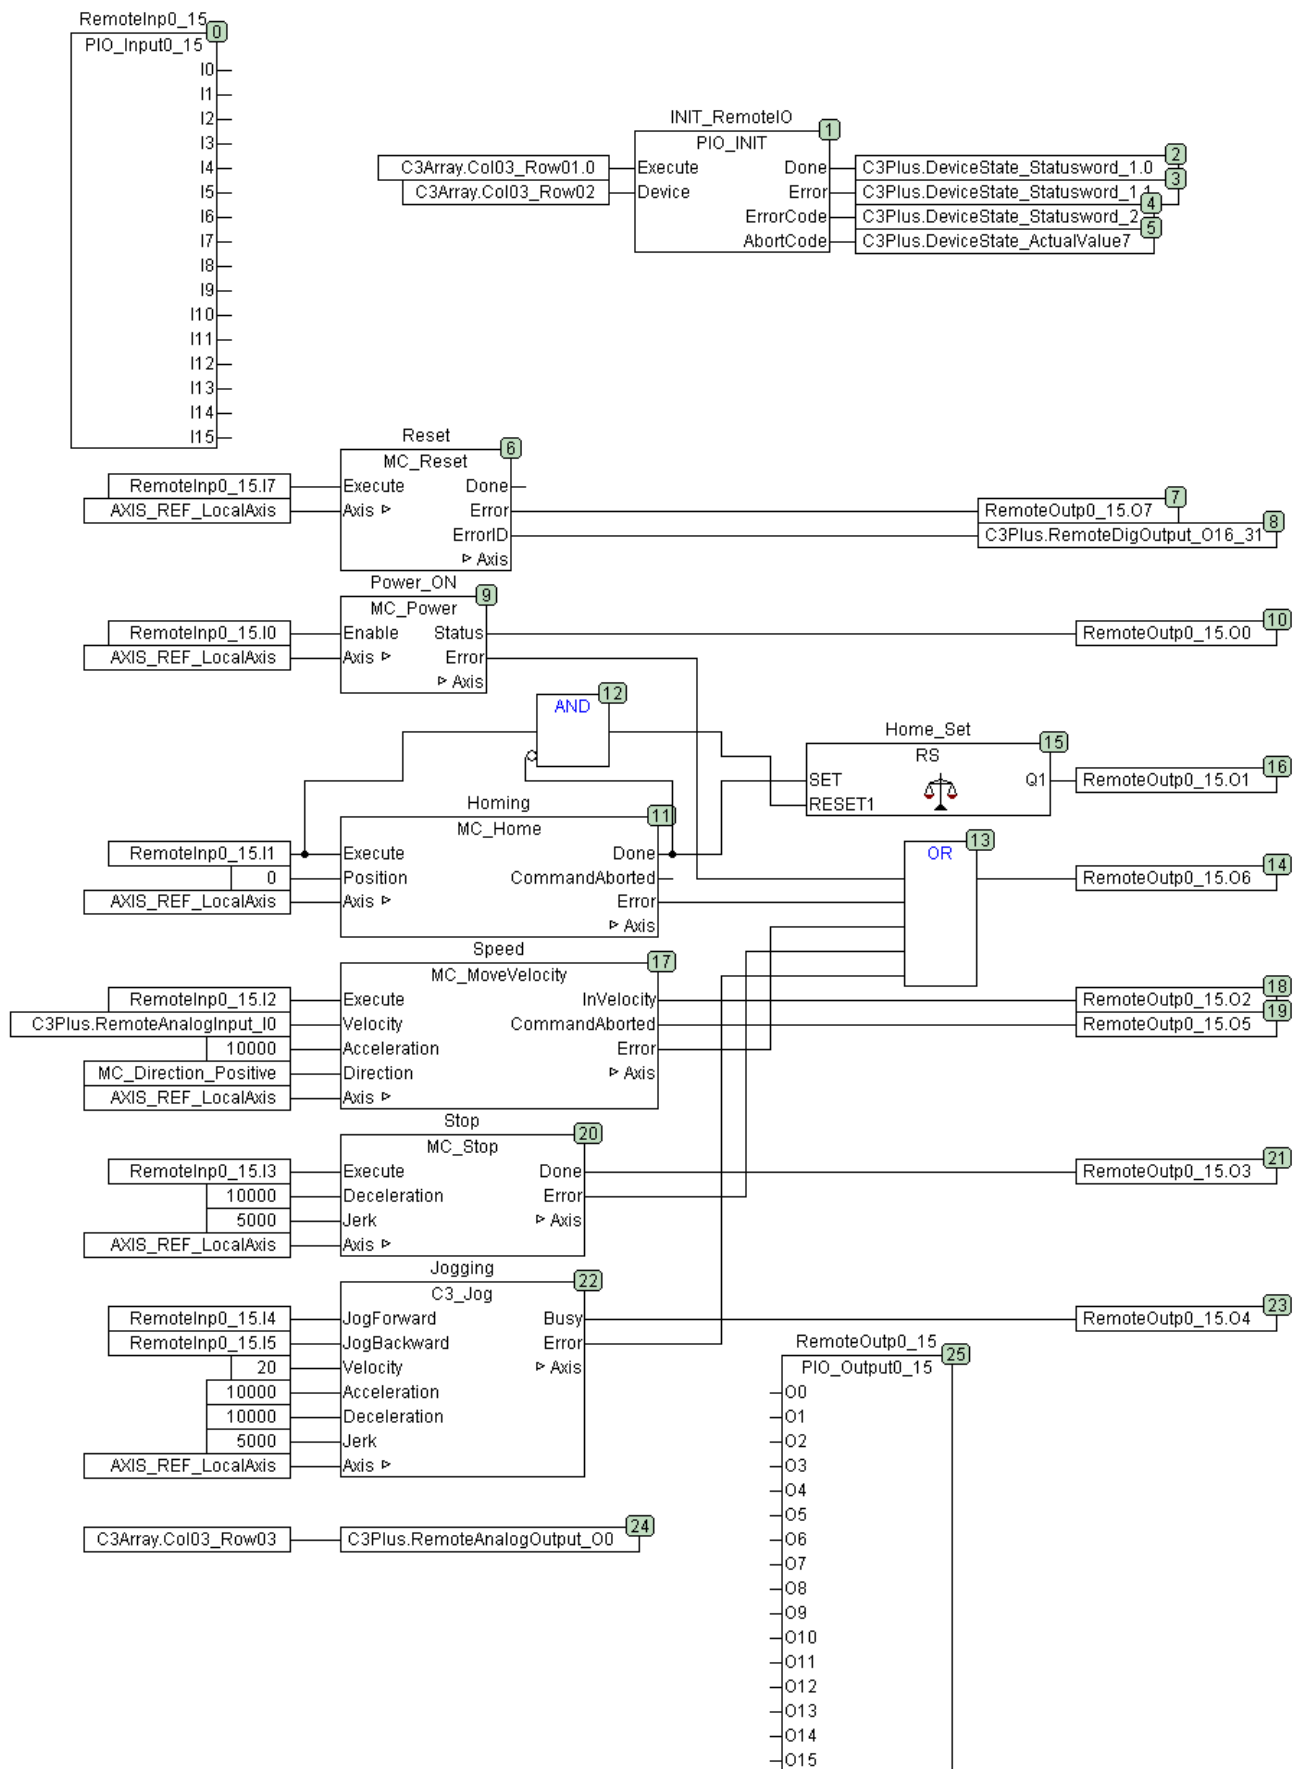 RemoteInp0_15
0
PIO_Input0_15
I0
I1
I2
I3
I4
I5
I6
I7
I8
I9
I10
I11
I12
I13
I14
I15
INIT_RemoteIO
1
PIO_INIT
C3Array.Col03_Row01.0
Execute
Done
C3Plus.DeviceState_Statusword_1.0
2
C3Array.Col03_Row02
Device
Error
C3Plus.DeviceState_Statusword_1.1
3
ErrorCode
C3Plus.DeviceState_Statusword_2
4
AbortCode
C3Plus.DeviceState_ActualValue7
5
Reset
6
MC_Reset
RemoteInp0_15.I7
Execute
Done
AXIS_REF_LocalAxis
Axis ▷
Error
RemoteOutp0_15.O7
7
ErrorID
C3Plus.RemoteDigOutput_O16_31
8
▷ Axis
Power_ON
9
MC_Power
RemoteInp0_15.I0
Enable
Status
RemoteOutp0_15.O0
10
AXIS_REF_LocalAxis
Axis ▷
Error
▷ Axis
12
AND
Home_Set
15
RS
SET
Q1
RemoteOutp0_15.O1
16
RESET1
Homing
11
MC_Home
RemoteInp0_15.I1
Execute
Done
0
Position
CommandAborted
AXIS_REF_LocalAxis
Axis ▷
Error
▷ Axis
13
OR
RemoteOutp0_15.O6
14
Speed
17
MC_MoveVelocity
RemoteInp0_15.I2
Execute
InVelocity
RemoteOutp0_15.O2
18
C3Plus.RemoteAnalogInput_I0
Velocity
CommandAborted
RemoteOutp0_15.O5
19
10000
Acceleration
Error
MC_Direction_Positive
Direction
▷ Axis
AXIS_REF_LocalAxis
Axis ▷
Stop
20
MC_Stop
RemoteInp0_15.I3
Execute
Done
RemoteOutp0_15.O3
21
10000
Deceleration
Error
5000
Jerk
▷ Axis
AXIS_REF_LocalAxis
Axis ▷
Jogging
22
C3_Jog
RemoteInp0_15.I4
JogForward
Busy
RemoteOutp0_15.O4
23
RemoteInp0_15.I5
JogBackward
Error
20
Velocity
▷ Axis
10000
Acceleration
10000
Deceleration
5000
Jerk
AXIS_REF_LocalAxis
Axis ▷
C3Array.Col03_Row03
C3Plus.RemoteAnalogOutput_O0
24
RemoteOutp0_15
25
PIO_Output0_15
O0
O1
O2
O3
O4
O5
O6
O7
O8
O9
O10
O11
O12
O13
O14
O15